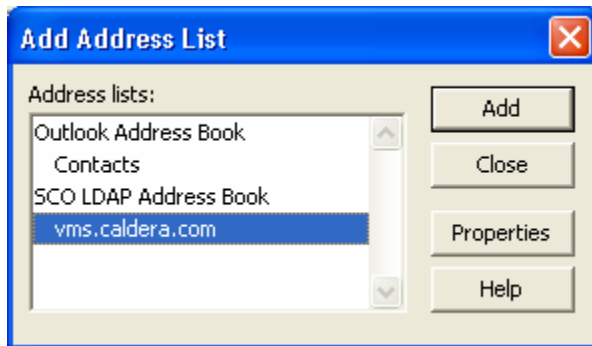 Add Address List
Address lists:
Outlook Address Book
Contacts
SCO LDAP Address Book
vms.caldera.com
Add
Close
Properties
Help